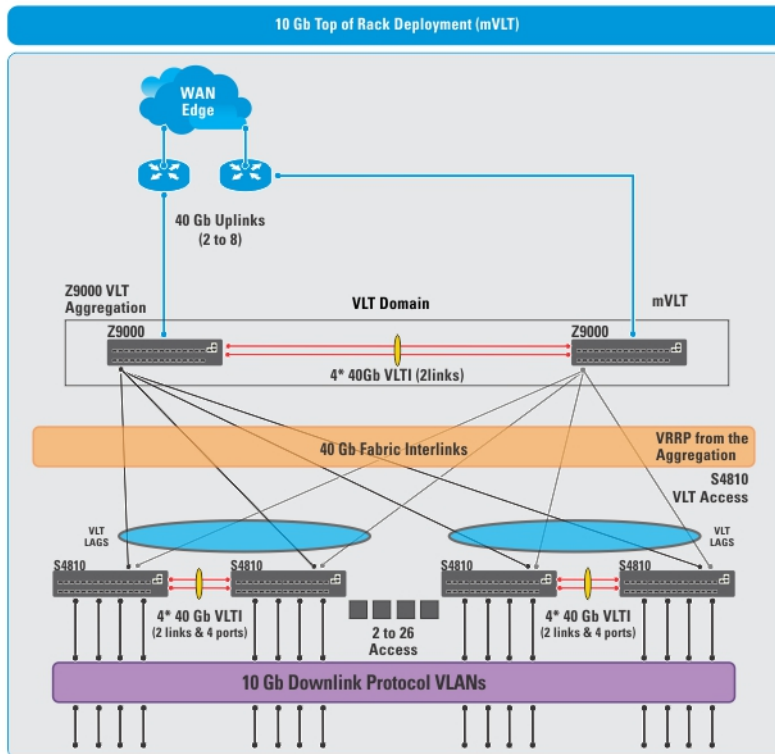 10 Gb Top of Rack Deployment (mVLT)
WAN
Edge
40 Gb Uplinks
(2 to 8)
Z9000 VLT
Aggregation
VLT Domain
mVLT
Z9000
Z9000
4* 40Gb VLTI (2links)
40 Gb Fabric Interlinks
VRRP from the
Aggregation
S4810
VLT Access
VLT
LAGS
VLT
LAGS
S4810
S4810
S4810
S4810
4* 40 Gb VLTI
(2 links & 4 ports)
2 to 26
Access
4* 40 Gb VLTI
(2 links & 4 ports)
10 Gb Downlink Protocol VLANs